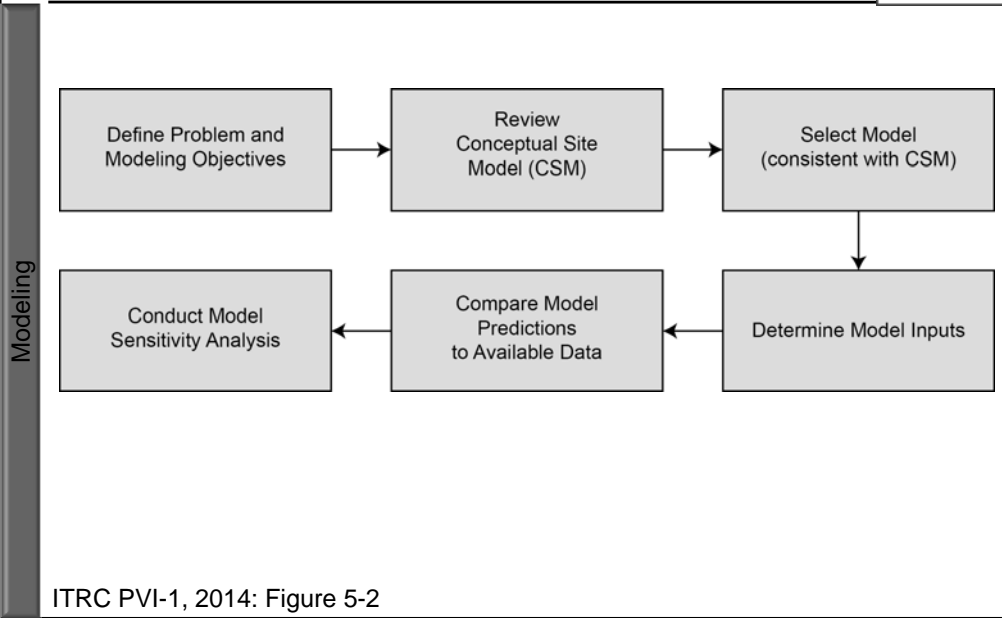 Modeling
Define Problem and
Modeling Objectives
Review
Conceptual Site
Model (CSM)
Select Model
(consistent with CSM)
Determine Model Inputs
Compare Model
Predictions
to Available Data
Conduct Model
Sensitivity Analysis
ITRC PVI-1, 2014: Figure 5-2